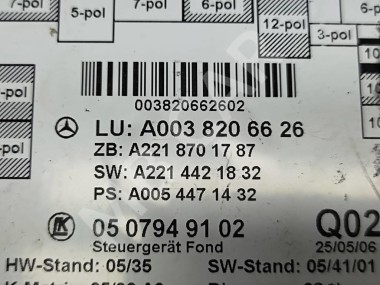 7-pol
5-pol
12-pol
6-p
3-pol
-pol
003820662602
LU: A003 820 66 26
ZB: A221 870 17 87
SW: A221 442 18 32
PS: A005 447 14 32
05 0794 91 02
Q02
Steuergerät Fond
25/05/06
HW-Stand: 05/35
SW-Stand: 05/41/01